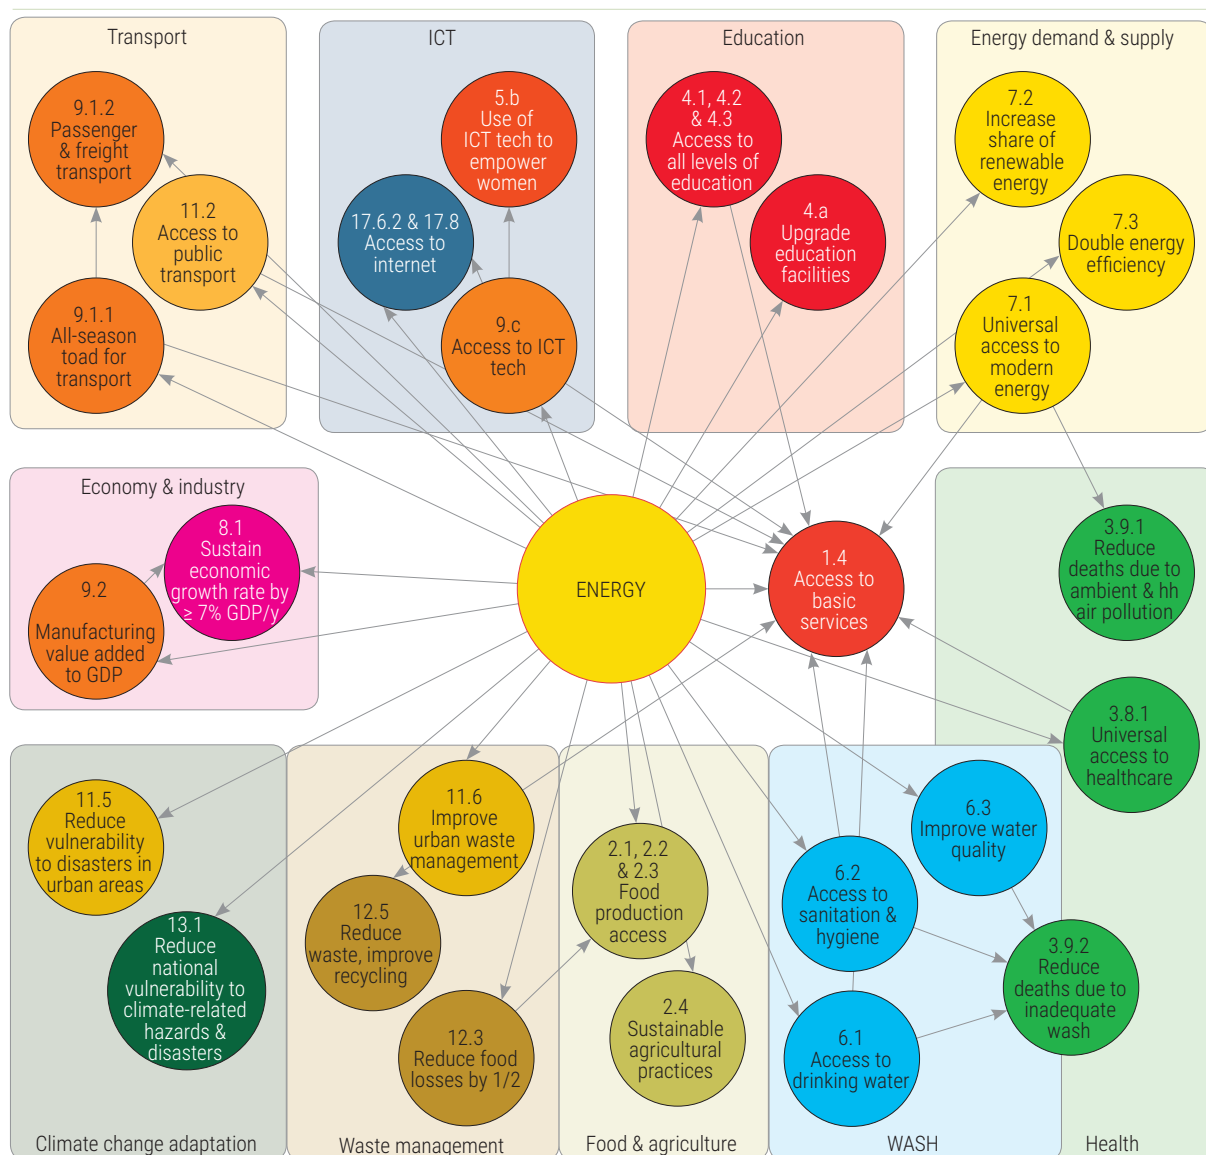 Transport
9.1.2
Passenger
& freight
transport
11.2
Access to
public
transport
9.1.1
All-season
toad for
transport
ICT
5.b
Use of
ICT tech to
empower
women
17.6.2 & 17.8
Access to
internet
9.c
Access to ICT
tech
Education
4.1, 4.2
& 4.3
Access to
all levels of
education
4.a
Upgrade
education
facilities
Energy demand & supply
7.2
Increase
share of
renewable
energy
7.3
Double energy
efficiency
7.1
Universal
access to
modern
energy
Economy & industry
8.1
Sustain
economic
growth rate by
≥ 7% GDP/y
9.2
Manufacturing
value added
to GDP
ENERGY
1.4
Access to
basic
services
3.9.1
Reduce
deaths due to
ambient & hh
air pollution
3.8.1
Universal
access to
healthcare
11.5
Reduce
vulnerability
to disasters in
urban areas
13.1
Reduce
national
vulnerability to
climate-related
hazards &
disasters
Climate change adaptation
11.6
Improve
urban waste
management
12.5
Reduce
waste, improve
recycling
12.3
Reduce food
losses by 1/2
Waste management
2.1, 2.2
& 2.3
Food
production
access
2.4
Sustainable
agricultural
practices
Food & agriculture
6.3
Improve water
quality
6.2
Access to
sanitation &
hygiene
6.1
Access to
drinking water
WASH
3.9.2
Reduce
deaths due to
inadequate
wash
Health